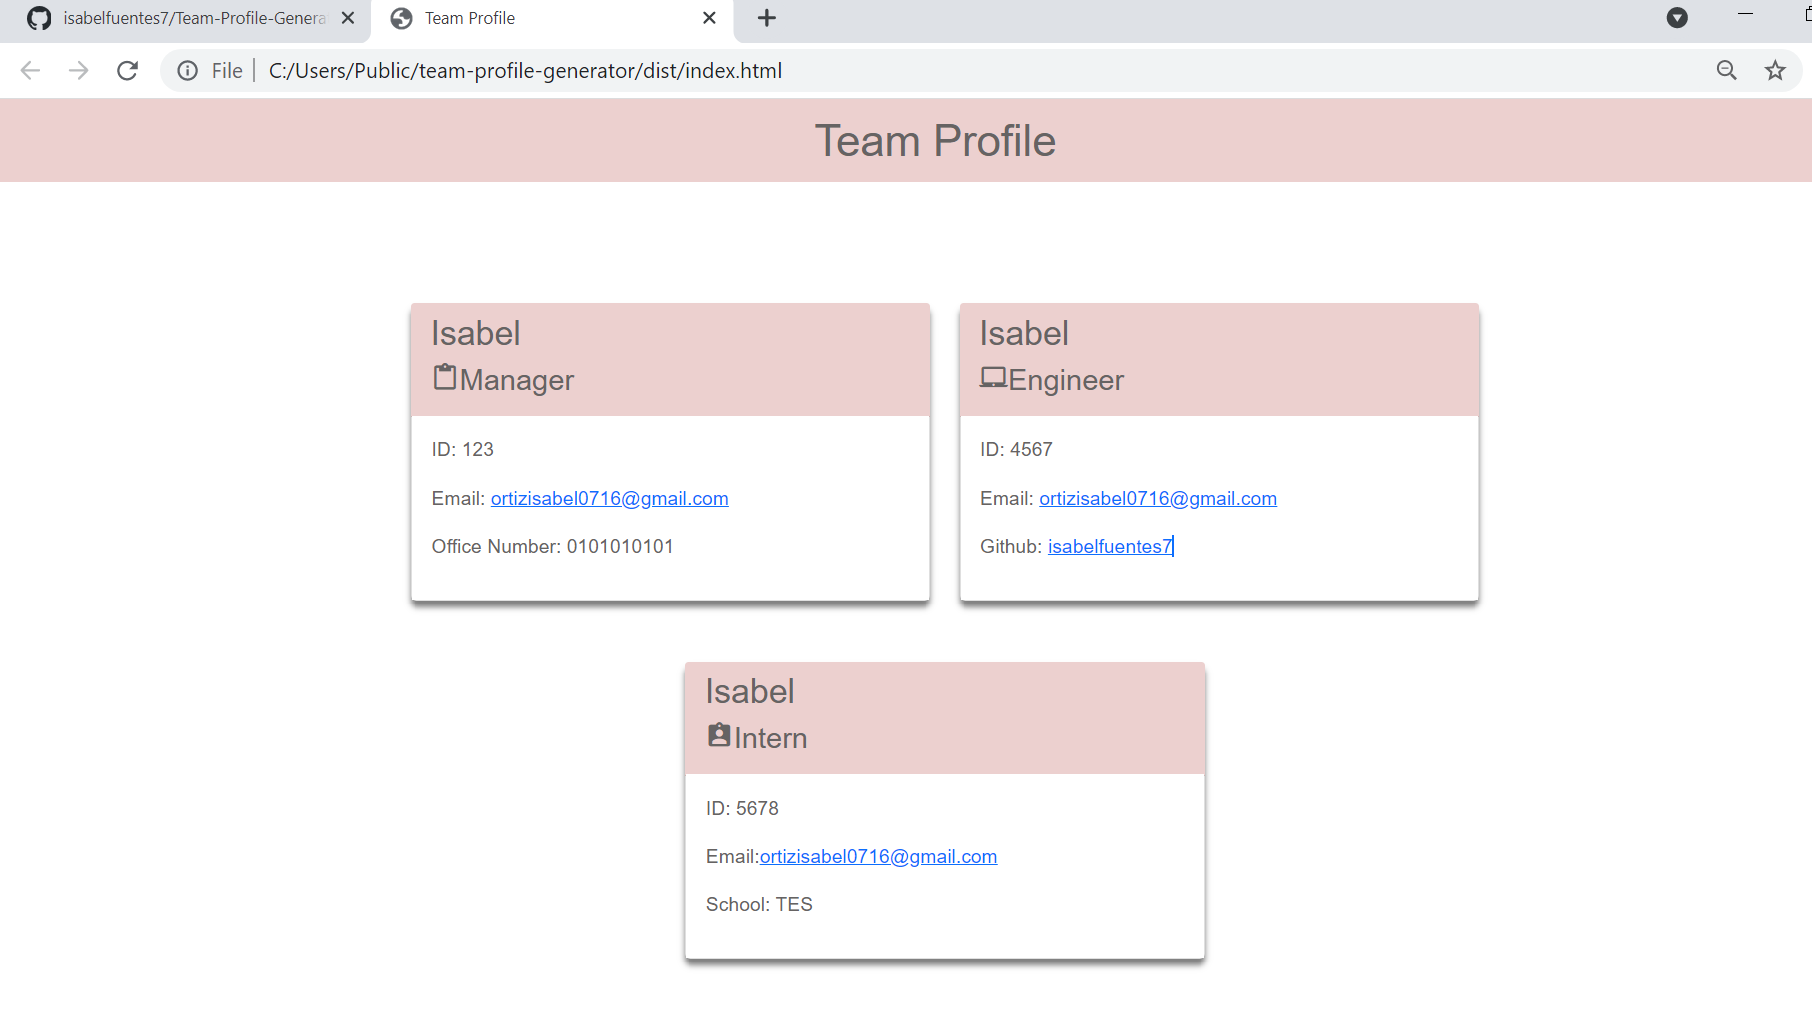 isabelfuentes7/Team-Profile-Genera
Team Profile
File
C:/Users/Public/team-profile-generator/dist/index.html
Team Profile
Isabel
Manager
ID: 123
Email: ortizisabel0716@gmail.com
Office Number: 0101010101
Isabel
Engineer
ID: 4567
Email: ortizisabel0716@gmail.com
Github: isabelfuentes7
Isabel
Intern
ID: 5678
Email:ortizisabel0716@gmail.com
School: TES